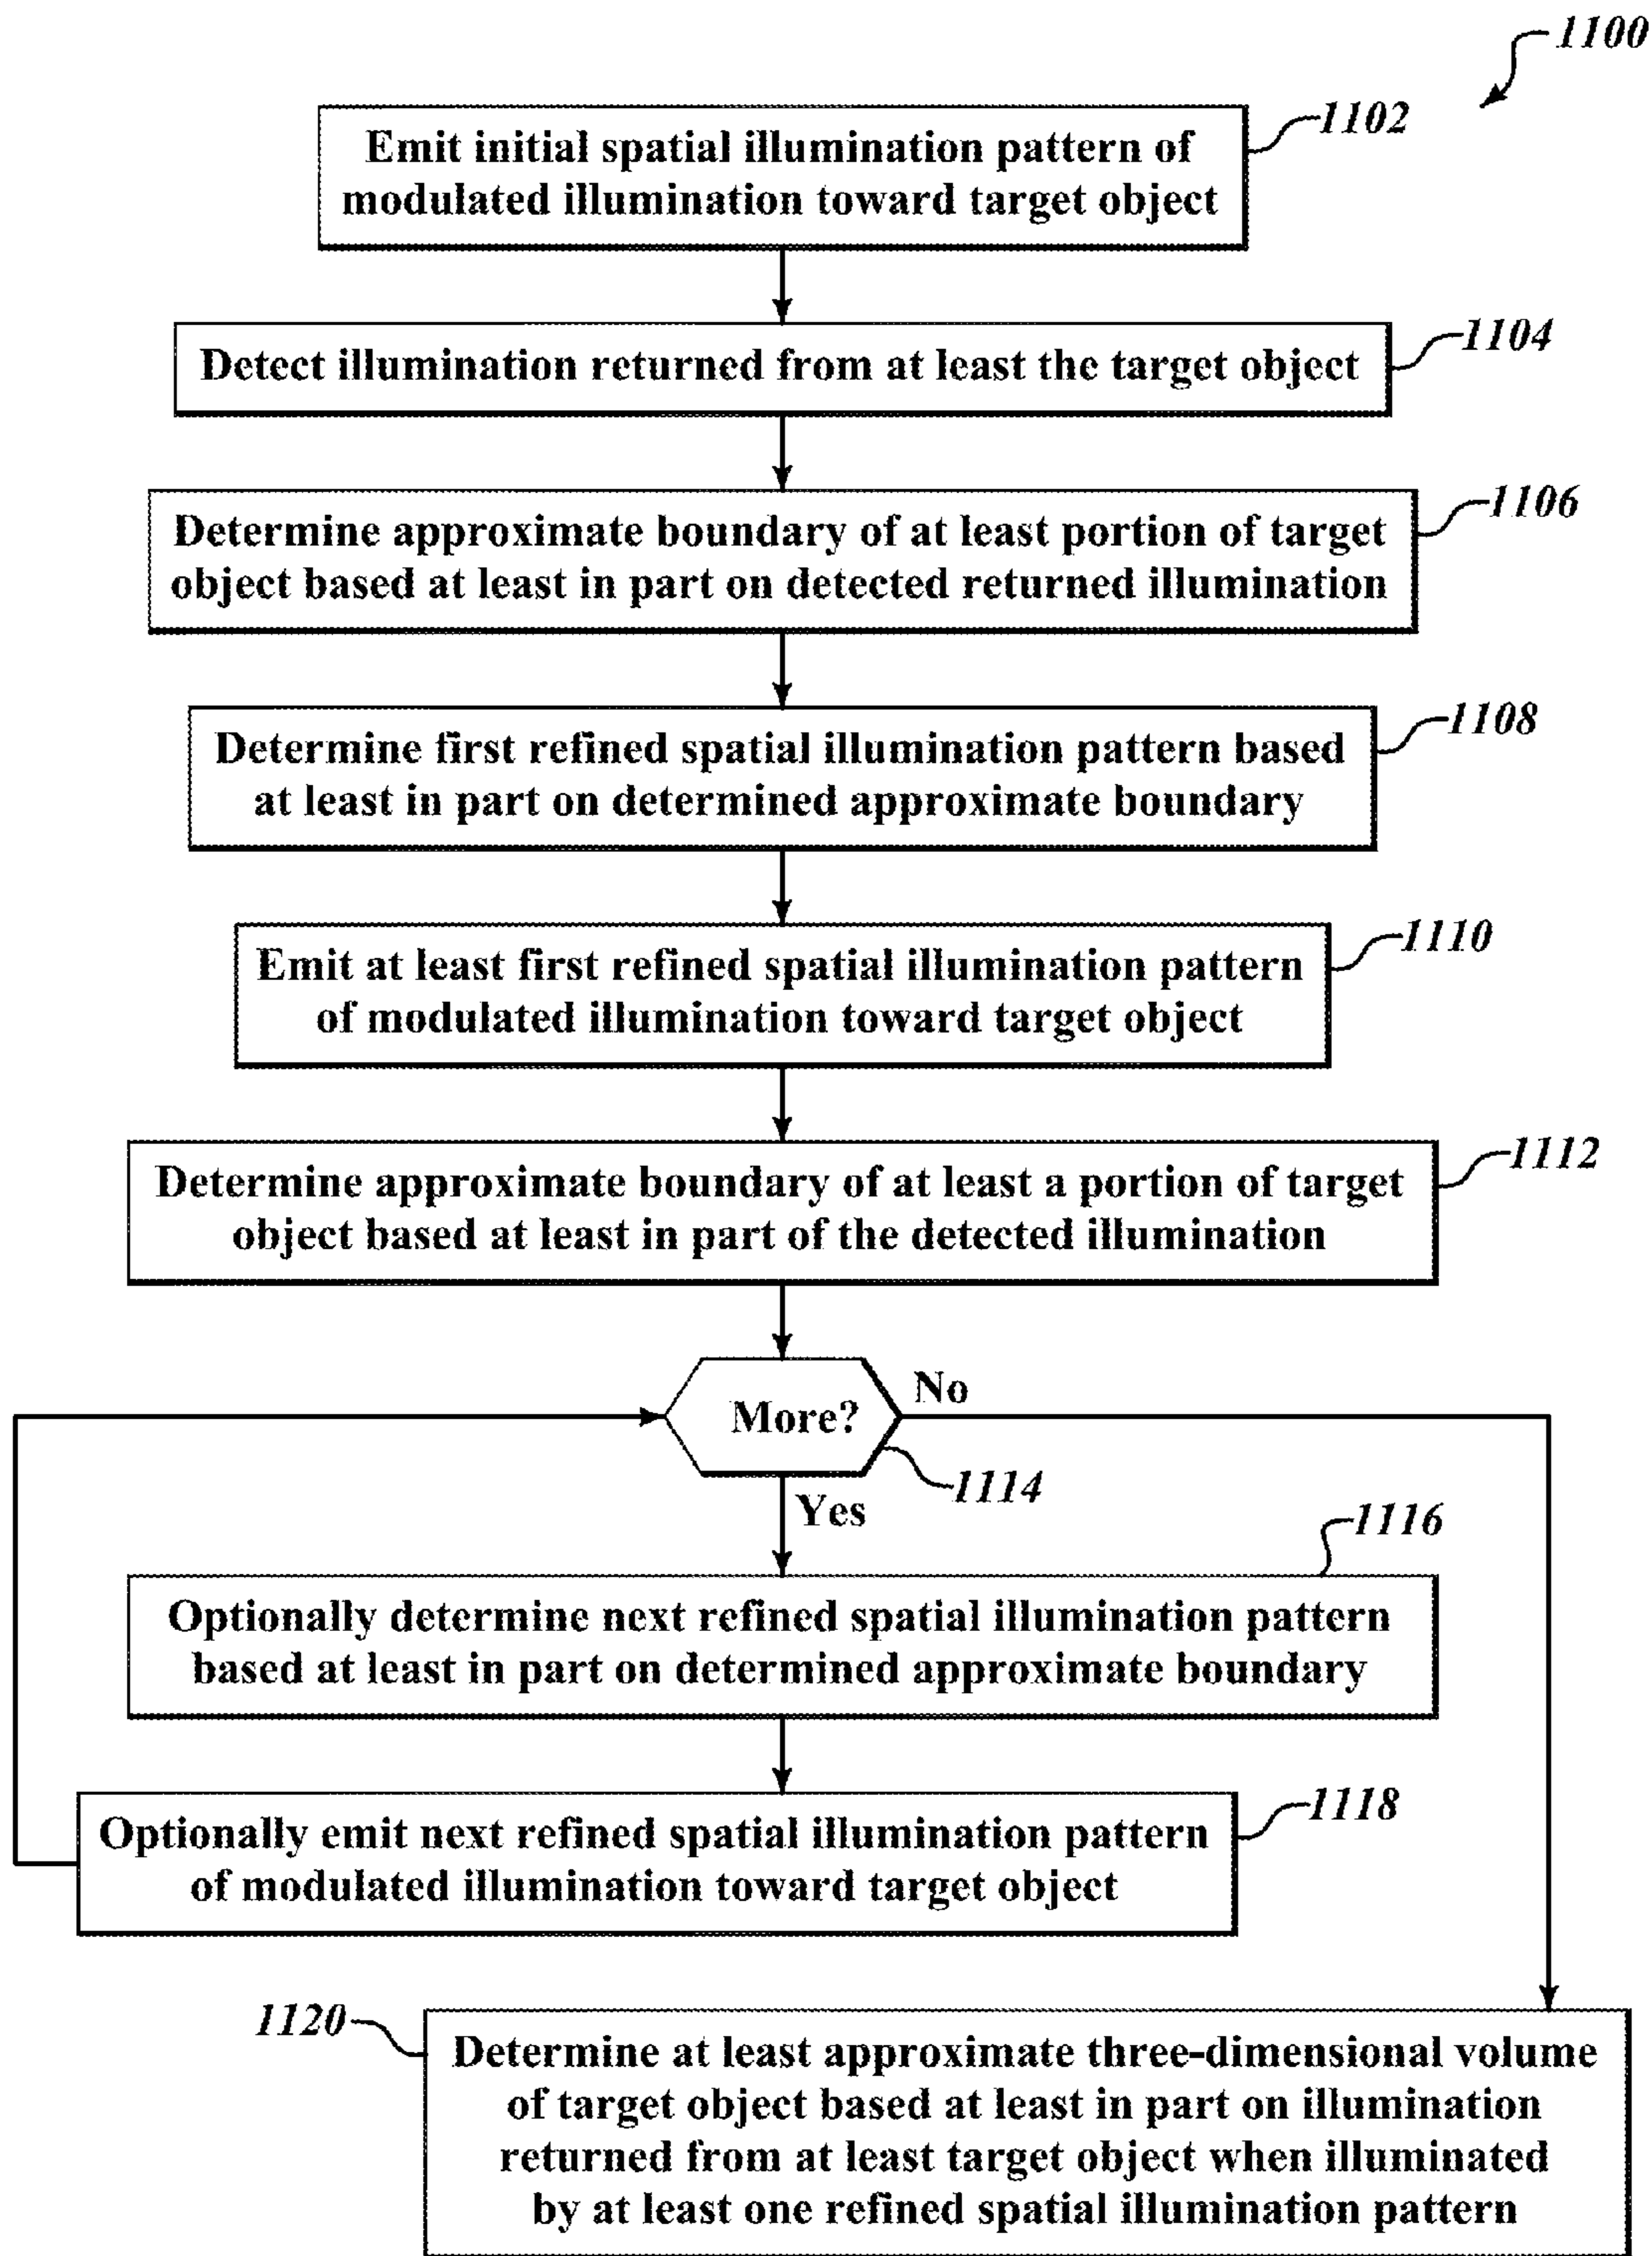 1100
1102
Emit initial spatial illumination pattern of
modulated illumination toward target object
1104
Detect illumination returned from at least the target object
1106
Determine approximate boundary of at least portion of target
object based at least in part on detected returned illumination
1108
Determine first refined spatial illumination pattern based
at least in part on determined approximate boundary
1110
Emit at least first refined spatial illumination pattern
of modulated illumination toward target object
1112
Determine approximate boundary of at least a portion of target
object based at least in part of the detected illumination
No
More?
1114
Yes
1116
Optionally determine next refined spatial illumination pattern
based at least in part on determined approximate boundary
1118
Optionally emit next refined spatial illumination pattern
of modulated illumination toward target object
1120
Determine at least approximate three-dimensional volume
of target object based at least in part on illumination
returned from at least target object when illuminated
by at least one refined spatial illumination pattern